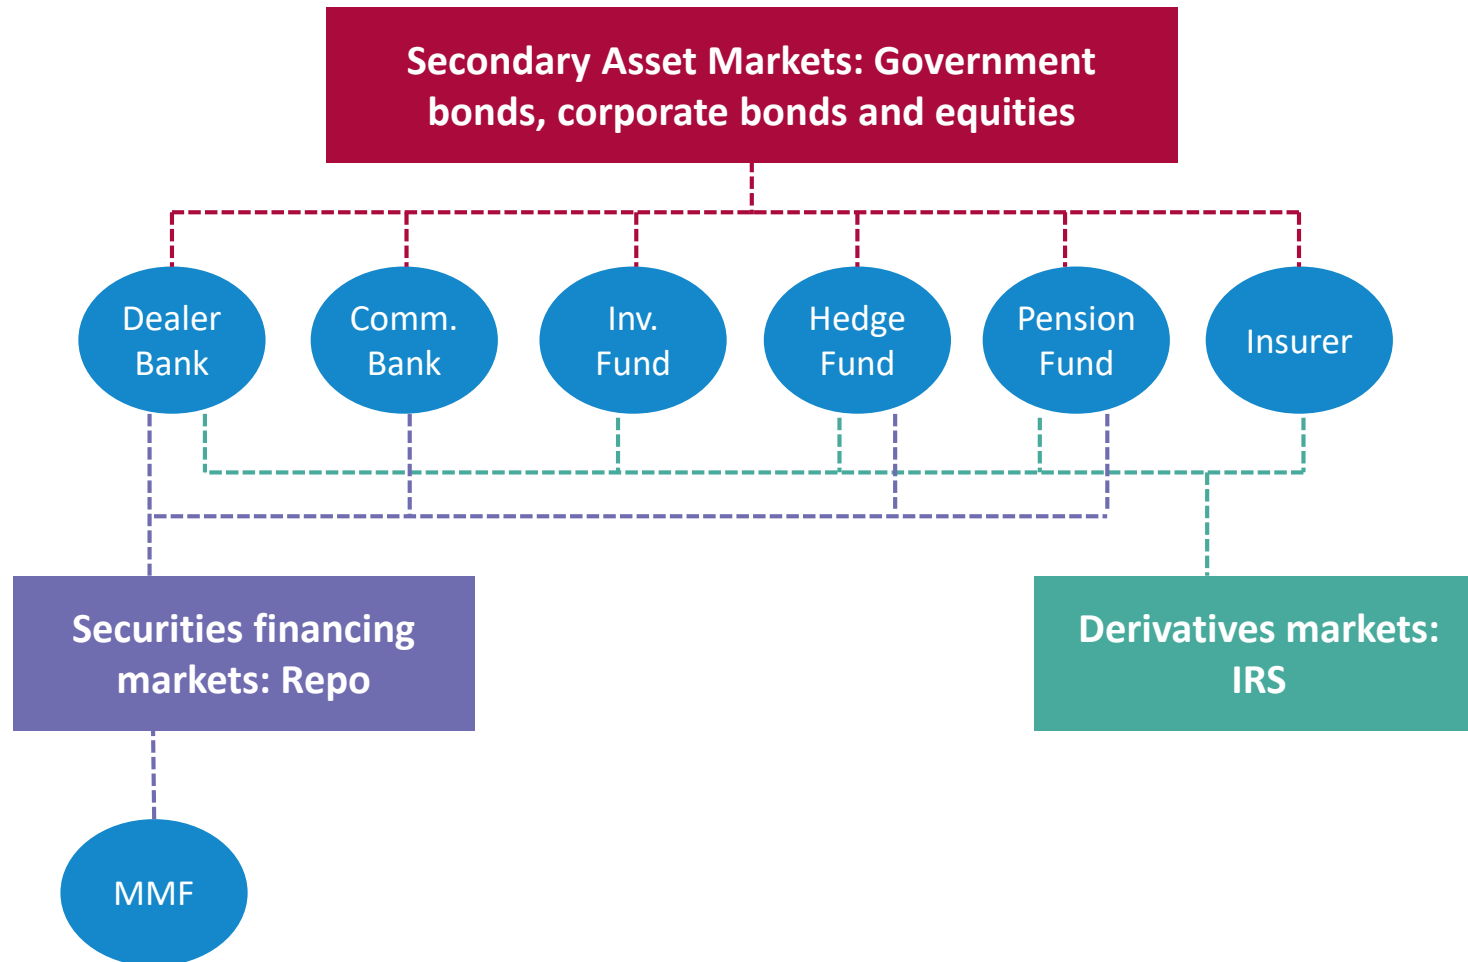 Secondary Asset Markets: Government
bonds, corporate bonds and equities
Dealer
Bank
Comm.
Bank
Inv.
Fund
Hedge
Fund
Pension
Fund
Insurer
Securities financing
markets: Repo
Derivatives markets:
IRS
MMF